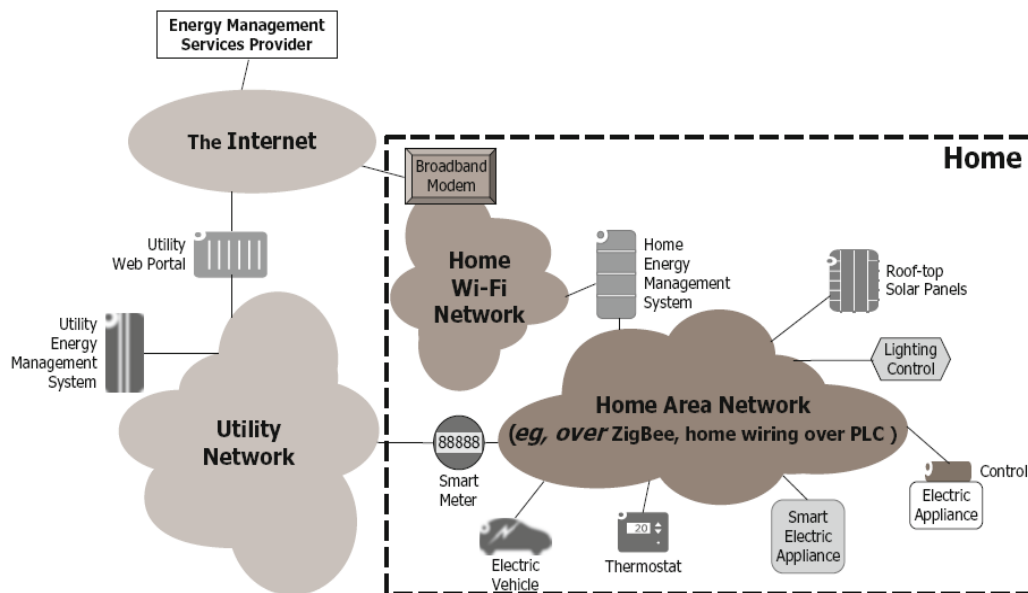 Energy Management
Services Provider
The Internet
Home
Broadband
Modem
Utility
Web Portal
Home
Wi-Fi
Network
Home
Energy
Management
System
Roof-top
Solar Panels
Utility
Energy
Management
System
Lighting
Control
Utility
Network
Home Area Network
(eg, over ZigBee, home wiring over PLC )
88888
Smart
Meter
Control
Electric
Appliance
Smart
Electric
Appliance
20
Electric
Vehicle
Thermostat